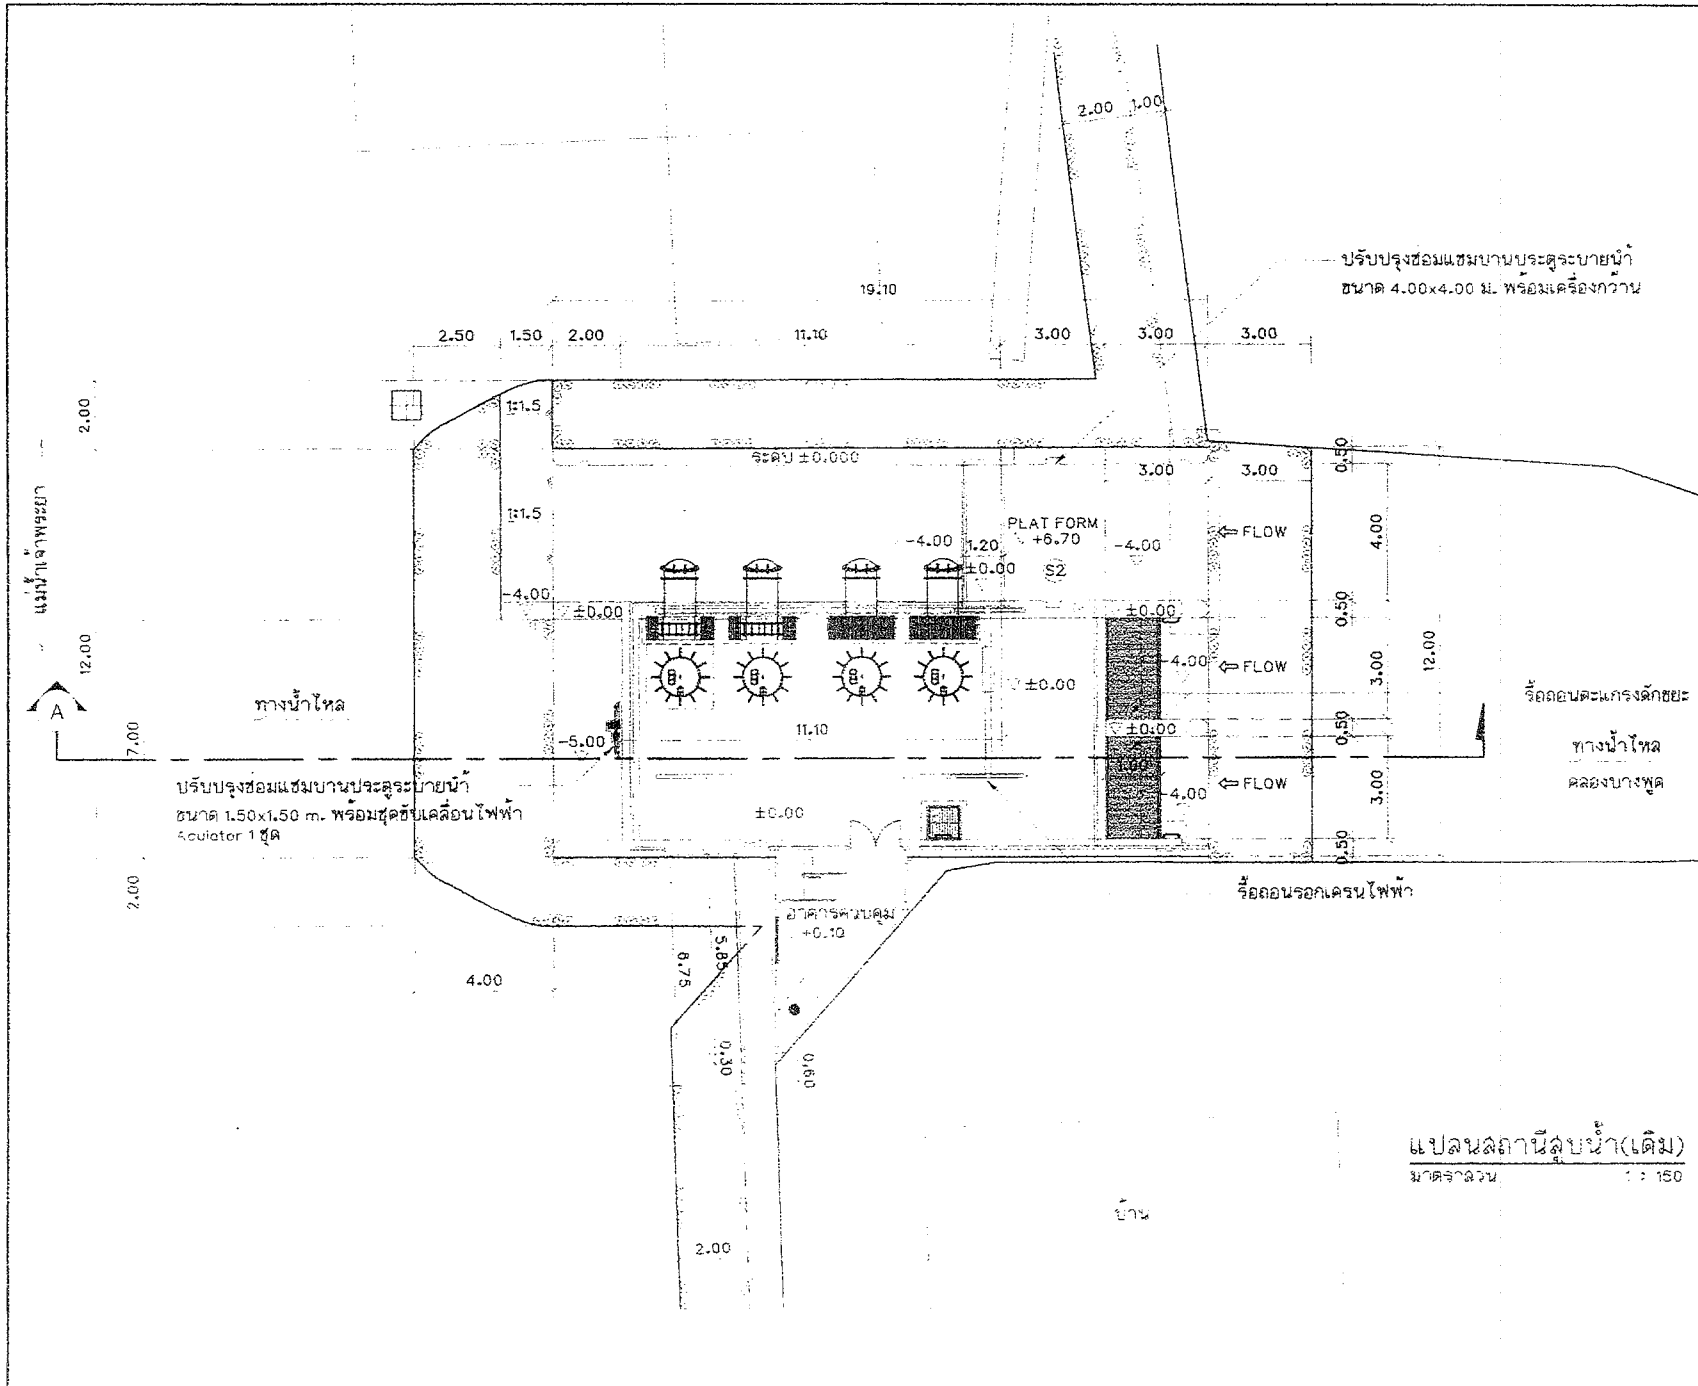 2.00 1.00
ปรับปรุงซ่อมแซมบานประตูระบายน้ำ
ขนาด 4.00x4.00 ม. พร้อมเครื่องกว้าน
19.10
2.50 1.50 2.00 11.10 3.00 3.00 3.00
2.00
1:1.5
ระดับ ±0.000
3.00 3.00
0.50
แม่น้ำเจ้าพระยา
1:1.5
PLAT FORM
+6.70
-4.00
1.20
±0.00
S2
-4.00
FLOW
4.00
-4.00
±0.00
±0.00
0.50
12.00
A
ทางน้ำไหล
-4.00
FLOW
±0.00
3.00
12.00
รื้อถอนตะแกรงดักขยะ
7.00
-5.00
11.10
±0.00
0.50
ทางน้ำไหล
คลองบางพูด
ปรับปรุงซ่อมแซมบานประตูระบายน้ำ
ขนาด 1.50x1.50 m. พร้อมชุดขับเคลื่อนไฟฟ้า
Aculator 1 ชุด
1.00
-4.00
FLOW
3.00
±0.00
0.50
2.00
รื้อถอนรอกเครนไฟฟ้า
อาคารควบคุม
+0.10
4.00
8.75
5.85
0.30
0.60
แปลนสถานีสูบน้ำ(เดิม)
มาตราส่วน 1 : 150
บ้าน
2.00